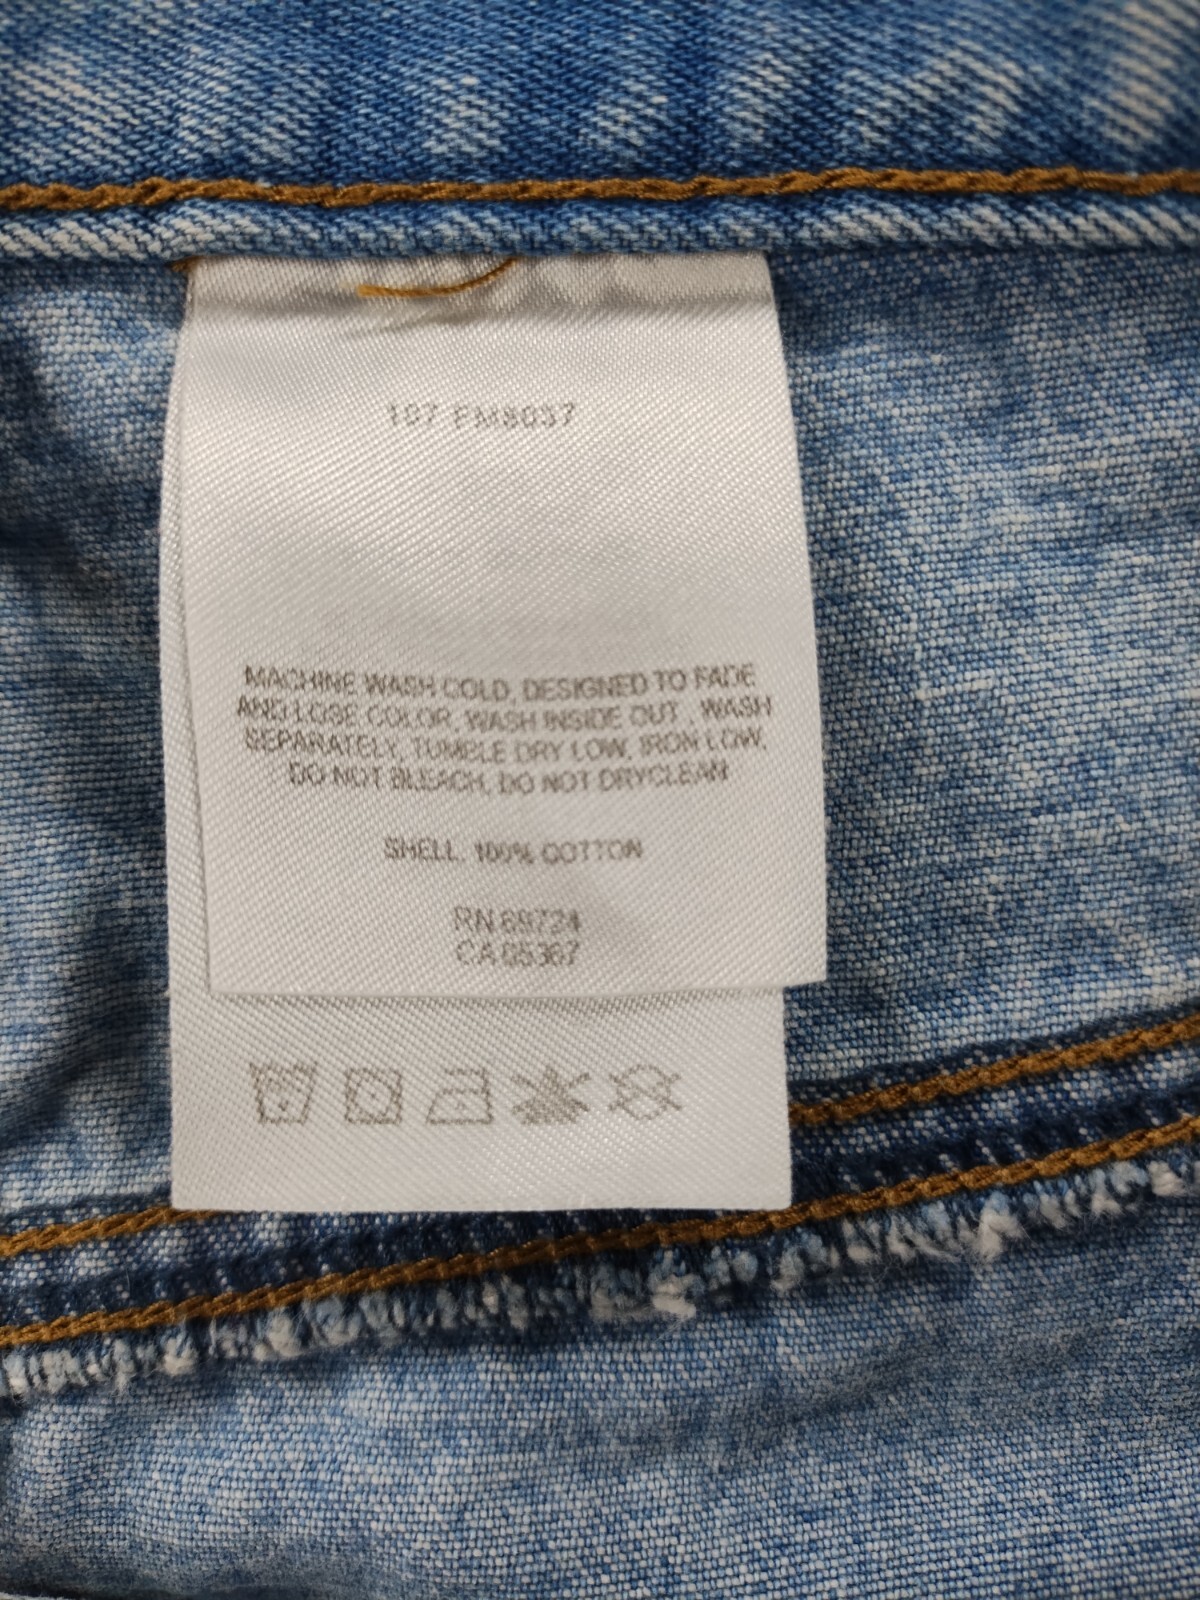 107 FM8037
MACHINE WASH COLD, DESIGNED TO FADE
AND LOSE COLOR, WASH INSIDE OUT , WASH
SEPARATELY, TUMBLE DRY LOW, IRON LOW,
DO NOT BLEACH, DO NOT DRYCLEAN
SHELL. 100% COTTON
RN 69724
CA 05367